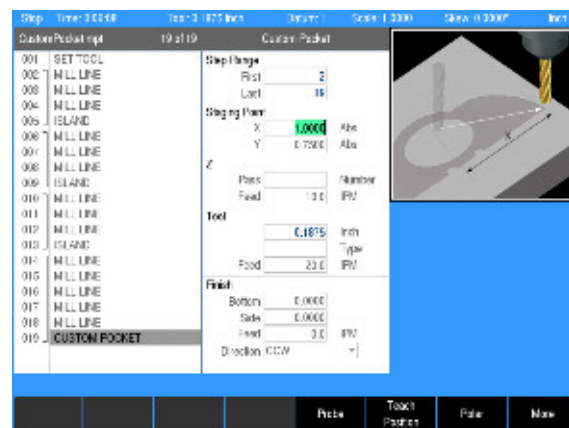 Stop Time: 3:09:08 Tool: 0.1875 Inch Datum: 1 Scale: 1.0000 Skew: 0.0000° Inch
CustomPocket.mpt 19 of 19 Custom Pocket
001 SET TOOL
002 MILL LINE
003 MILL LINE
004 MILL LINE
005 ISLAND
006 MILL LINE
007 MILL LINE
008 MILL LINE
009 ISLAND
010 MILL LINE
011 MILL LINE
012 MILL LINE
013 ISLAND
014 MILL LINE
015 MILL LINE
016 MILL LINE
017 MILL LINE
018 MILL LINE
019 CUSTOM POCKET
Step Range
First 2
Last 18
Staging Point
X 1.0000 Abs
Y 0.7500 Abs
Z
Pass Number
Feed 10.0 IPM
Tool
0.1875 Inch
Type
Feed 20.0 IPM
Finish
Bottom 0.0000
Side 0.0000
Feed 0.0 IPM
Direction CCW
X
Probe Teach Position Polar More